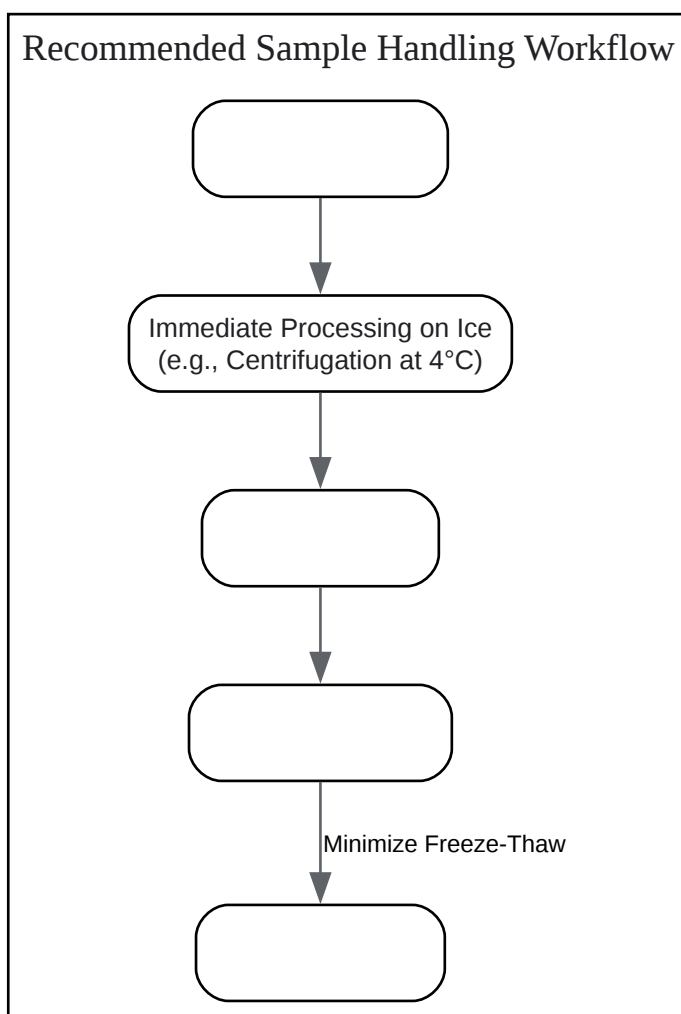 Recommended Sample Handling Workflow
Immediate Processing on Ice
(e.g., Centrifugation at 4°C)
Minimize Freeze-Thaw